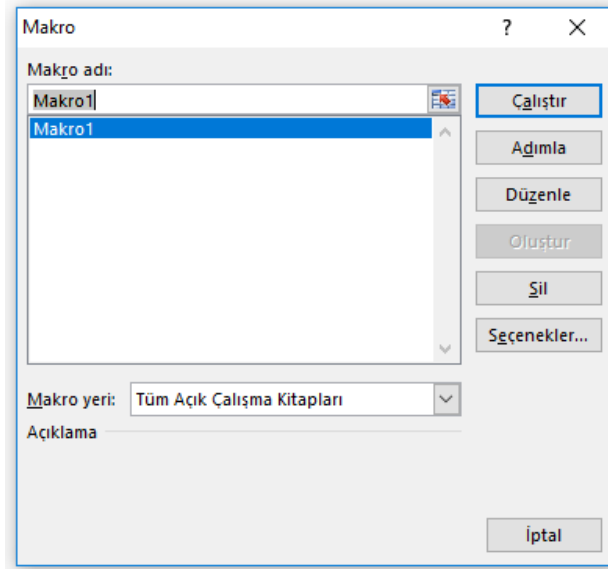 Makro
?
Makro adı:
Makro1
Makro1
Çalıştır
Adımla
Düzenle
Oluştur
Sil
Seçenekler...
Makro yeri: Tüm Açık Çalışma Kitapları
Açıklama
İptal